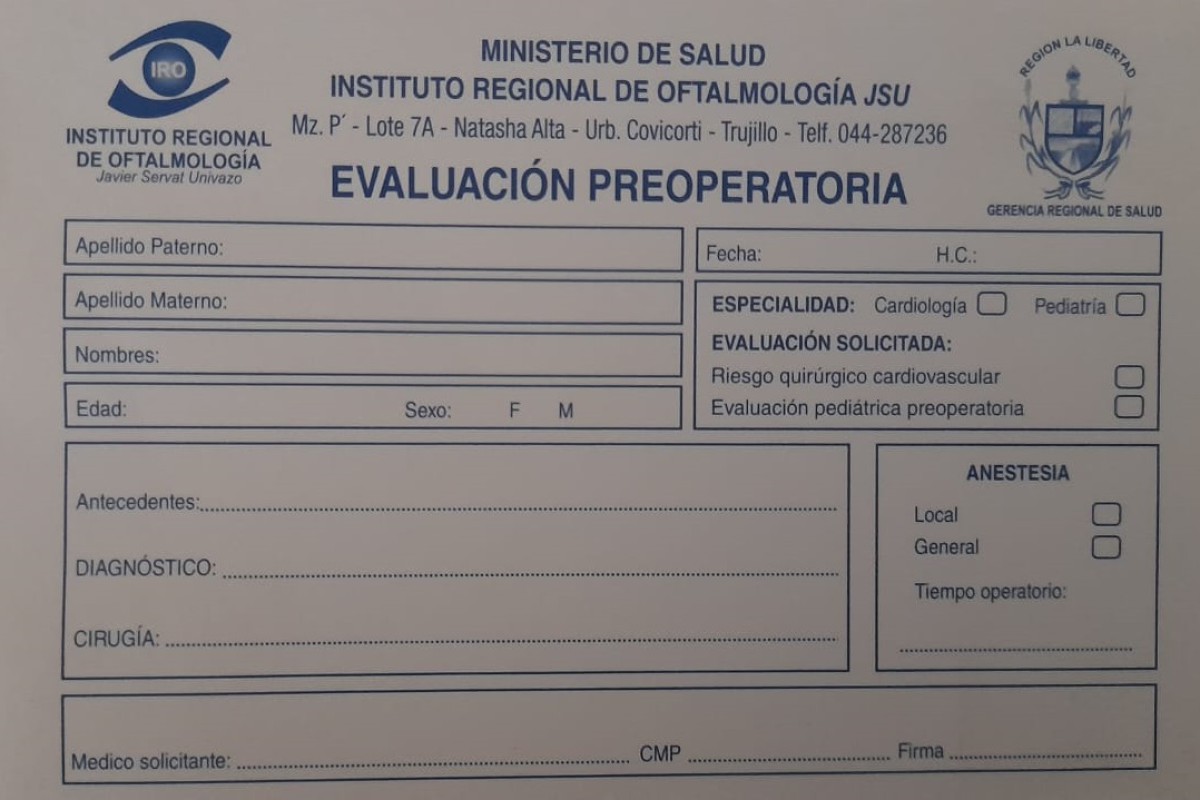 IRO
INSTITUTO REGIONAL
DE OFTALMOLOGÍA
Javier Servat Univazo
MINISTERIO DE SALUD
INSTITUTO REGIONAL DE OFTALMOLOGÍA JSU
Mz. P´ - Lote 7A - Natasha Alta - Urb. Covicorti - Trujillo - Telf. 044-287236
EVALUACIÓN PREOPERATORIA
REGION LA LIBERTAD
GERENCIA REGIONAL DE SALUD
Apellido Paterno:
Apellido Materno:
Nombres:
Edad: Sexo: F M
Fecha: H.C.:
ESPECIALIDAD: Cardiología Pediatría
EVALUACIÓN SOLICITADA:
Riesgo quirúrgico cardiovascular
Evaluación pediátrica preoperatoria
Antecedentes:
DIAGNÓSTICO:
CIRUGÍA:
ANESTESIA
Local
General
Tiempo operatorio:
Medico solicitante: CMP Firma